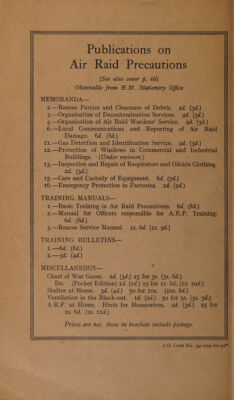 Publications on
Air Raid Precautions
(See also cover p. iii)
Obtainable from H.M. Stationery Office
MEMORANDA—
2.—Rescue Parties and Clearance of Debris. 2d. (3d.)
3.—Organisation of Decontamination Services. 2d. (3d.)
4.—Organisation of Air Raid Wardens' Service. 2d. (3d.)
6.—Local Communications and Reporting of Air Raid
Damage. 6d. (8d.)
11.—Gas Detection and Identification Service. 2d. (3d.)
12.—Protection of Windows in Commercial and Industrial
Buildings. (Under revision.)
13.—Inspection and Repair of Respirators and Oilskin Clothing.
2d. (3d.)
15.—Care and Custody of Equipment. 6d. (7d.)
16.—Emergency Protection in Factories. 1d. (2d.)
TRAINING MANUALS—
1.—Basic Training in Air Raid Precautions. 6d. (8d.)
2.—Manual for Officers responsible for A.R.P. Training.
6d. (8d.)
3.—Rescue Service Manual. 1s. 6d. (1s. 9d.)
TRAINING BULLETINS—
1.—6d. (8d.)
2.—3d. (4d.)
MISCELLANEOUS—
Chart of War Gases. 2d. (3d.) 25 for 3s. (3s. 6d.)
Do. (Pocket Edition) 1d. (2d.) 25 for 1s. 6d. (1s. 10d.)
Shelter at Home. 3d. (4d.) 50 for 10s. (10s. 8d.)
Ventilation in the Black-out. 1d. (2d.) 50 for 3s. (3s. 3d.)
A.R.P. at Home. Hints for Housewives. 2d. (3d.) 25 for
2s. 6d. (2s. 11d.)
Prices are net; those in brackets include postage.
S.O. Code No.